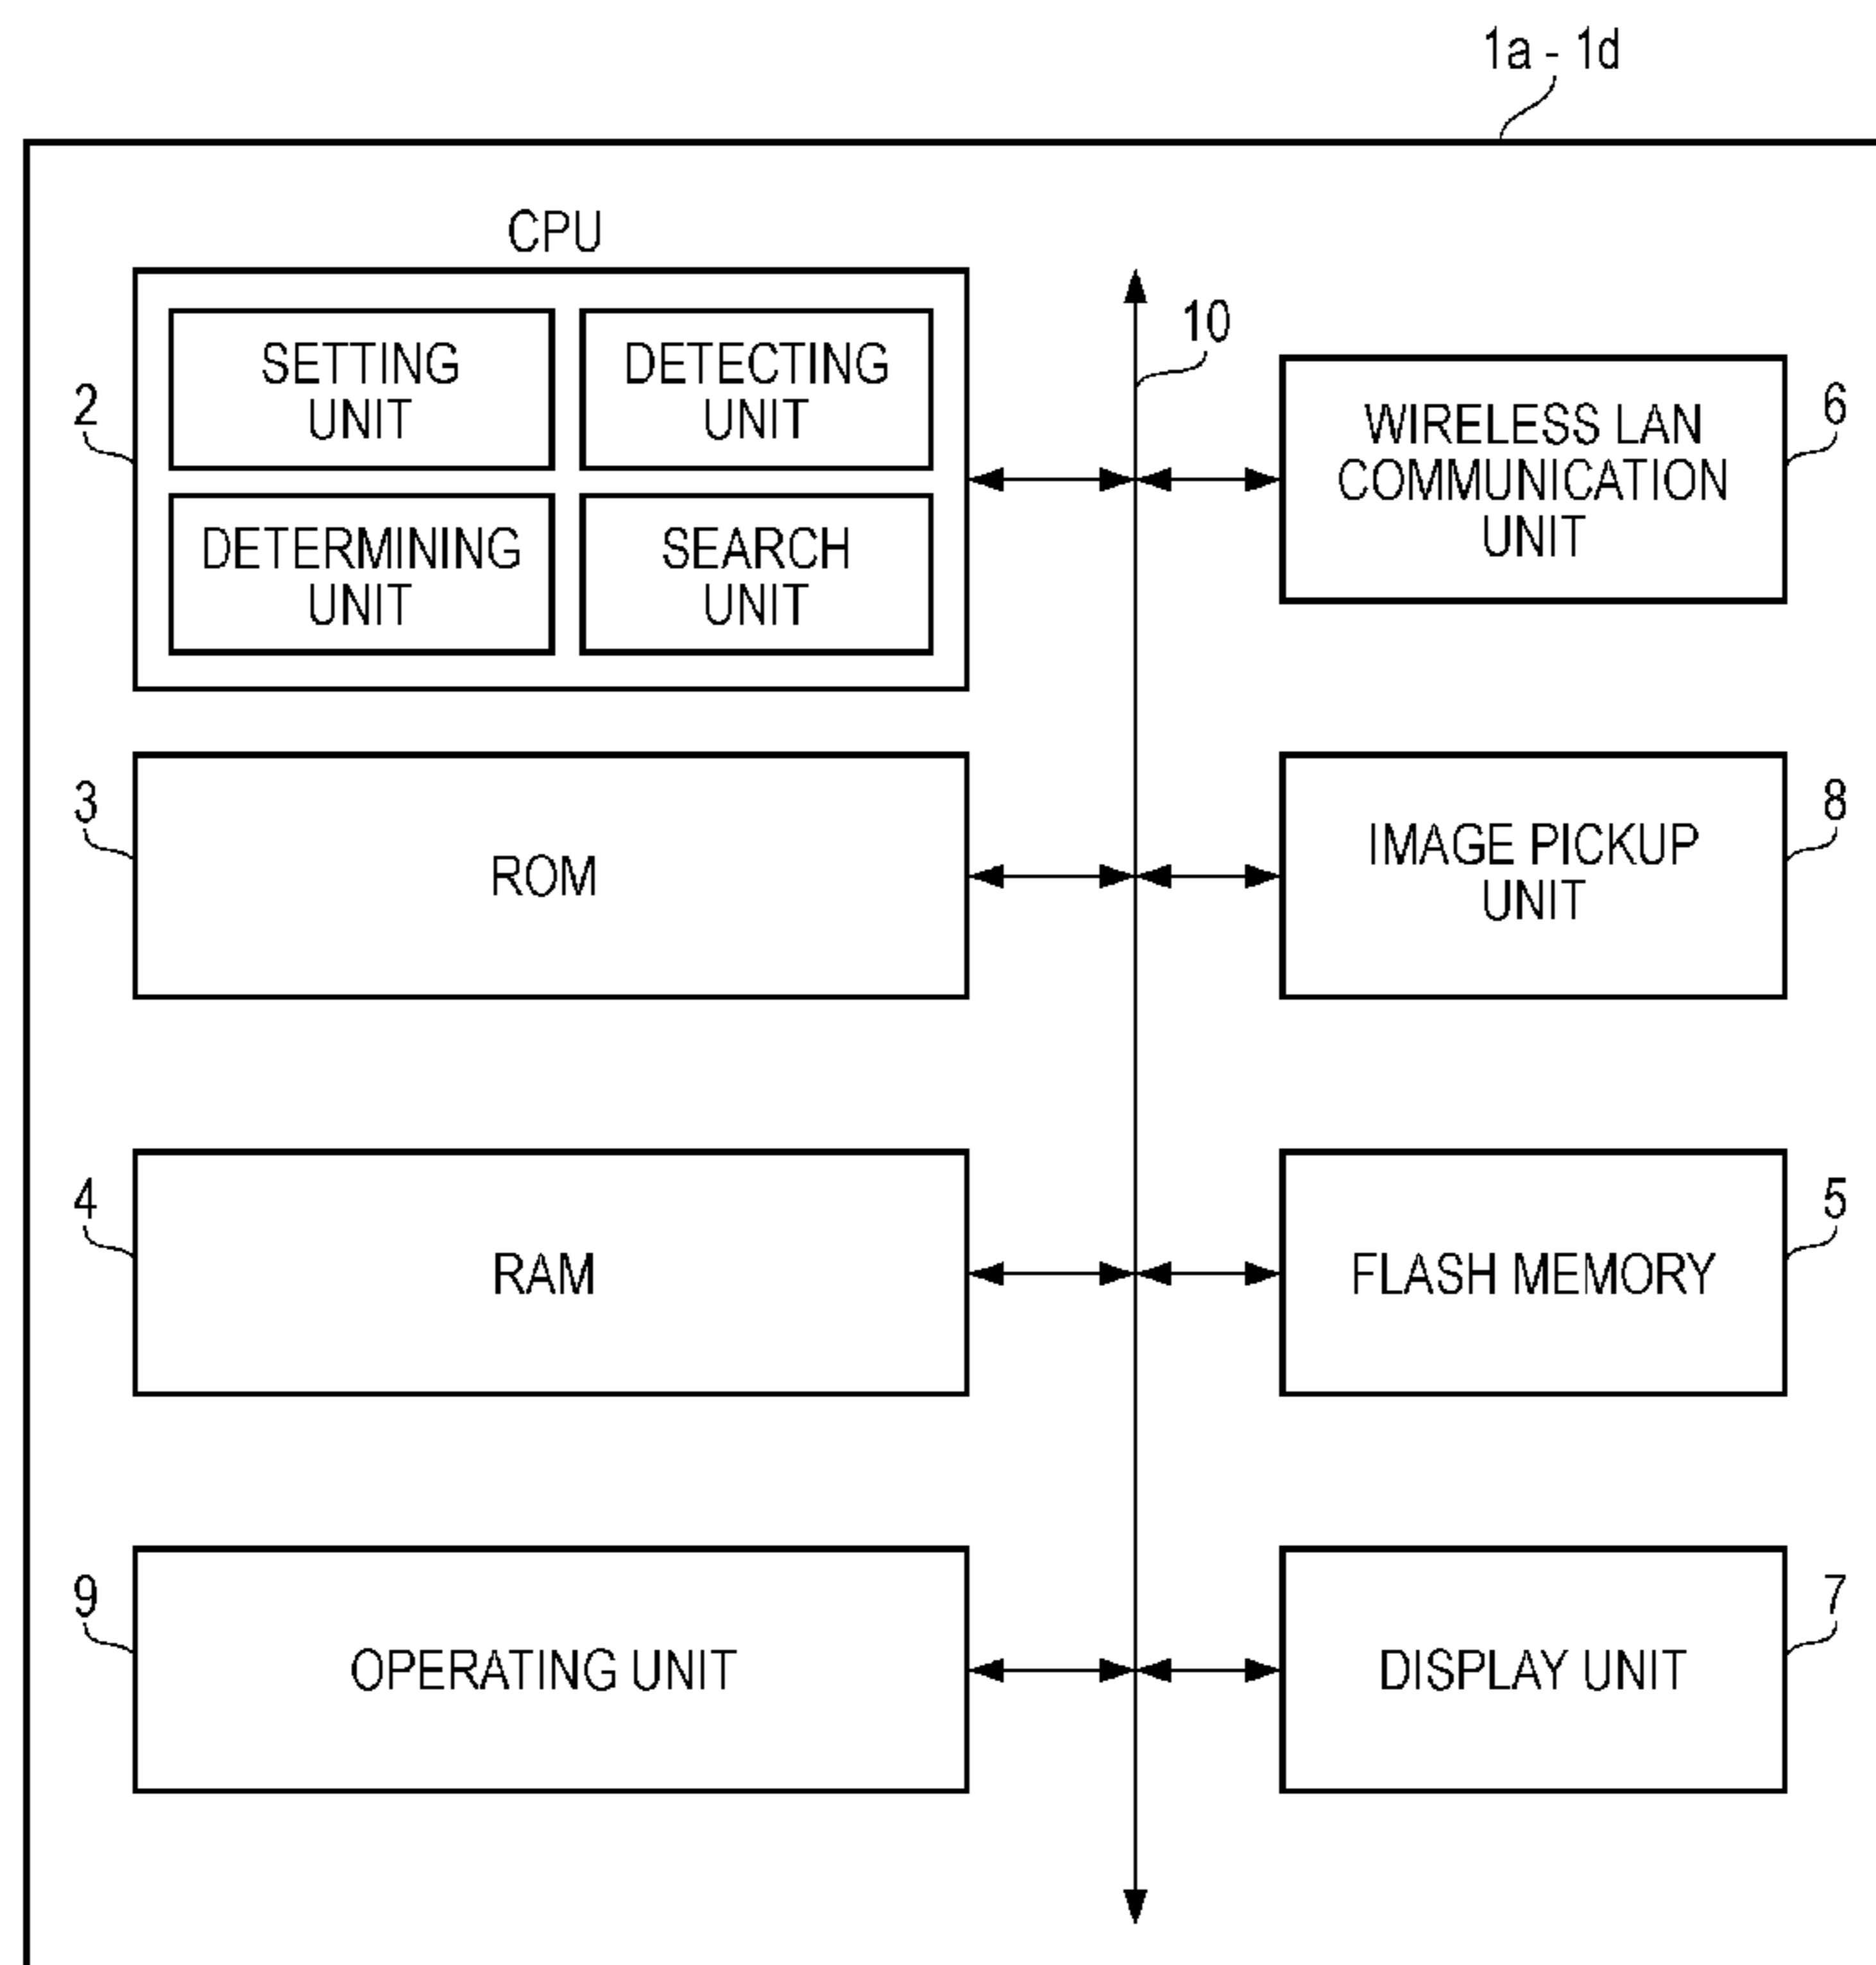 1a - 1d
CPU
10
2
SETTING
UNIT
DETECTING
UNIT
DETERMINING
UNIT
SEARCH
UNIT
WIRELESS LAN
COMMUNICATION
UNIT
6
3
ROM
IMAGE PICKUP
UNIT
8
4
RAM
FLASH MEMORY
5
9
OPERATING UNIT
DISPLAY UNIT
7